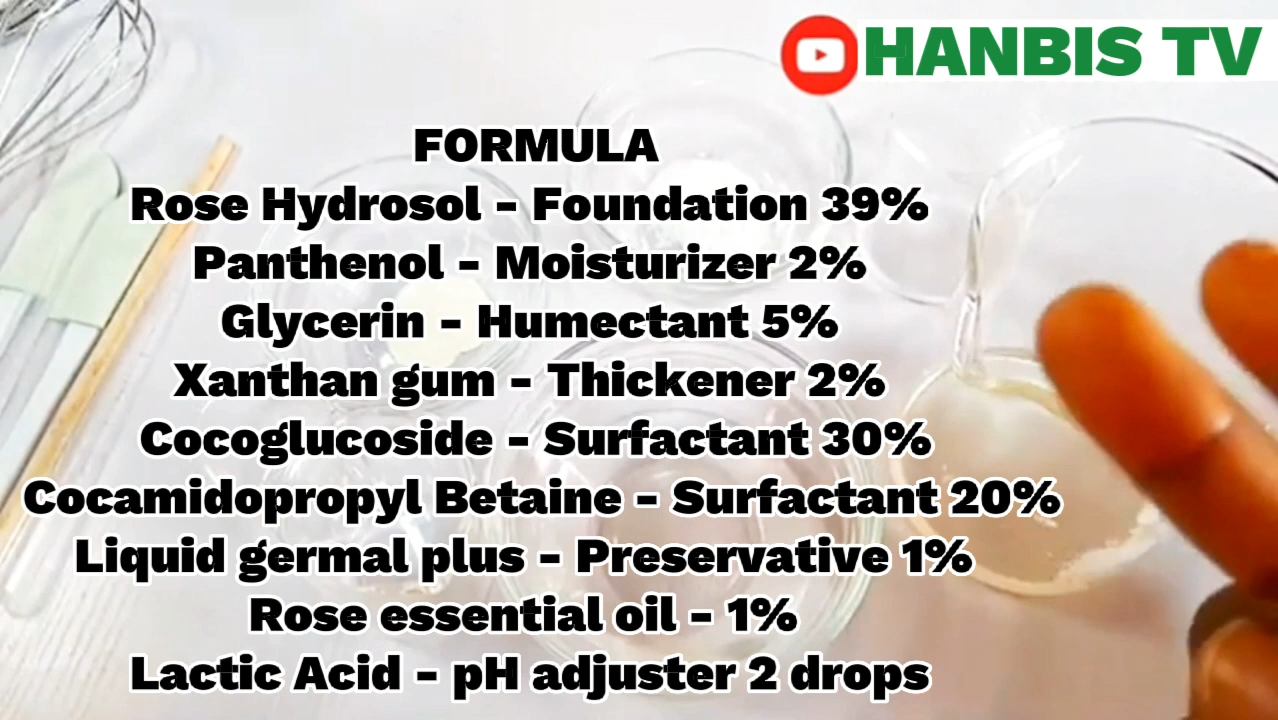 HANBIS TV
FORMULA
Rose Hydrosol - Foundation 39%
Panthenol - Moisturizer 2%
Glycerin - Humectant 5%
Xanthan gum - Thickener 2%
Cocoglucoside - Surfactant 30%
Cocamidopropyl Betaine - Surfactant 20%
Liquid germal plus - Preservative 1%
Rose essential oil - 1%
Lactic Acid - pH adjuster 2 drops